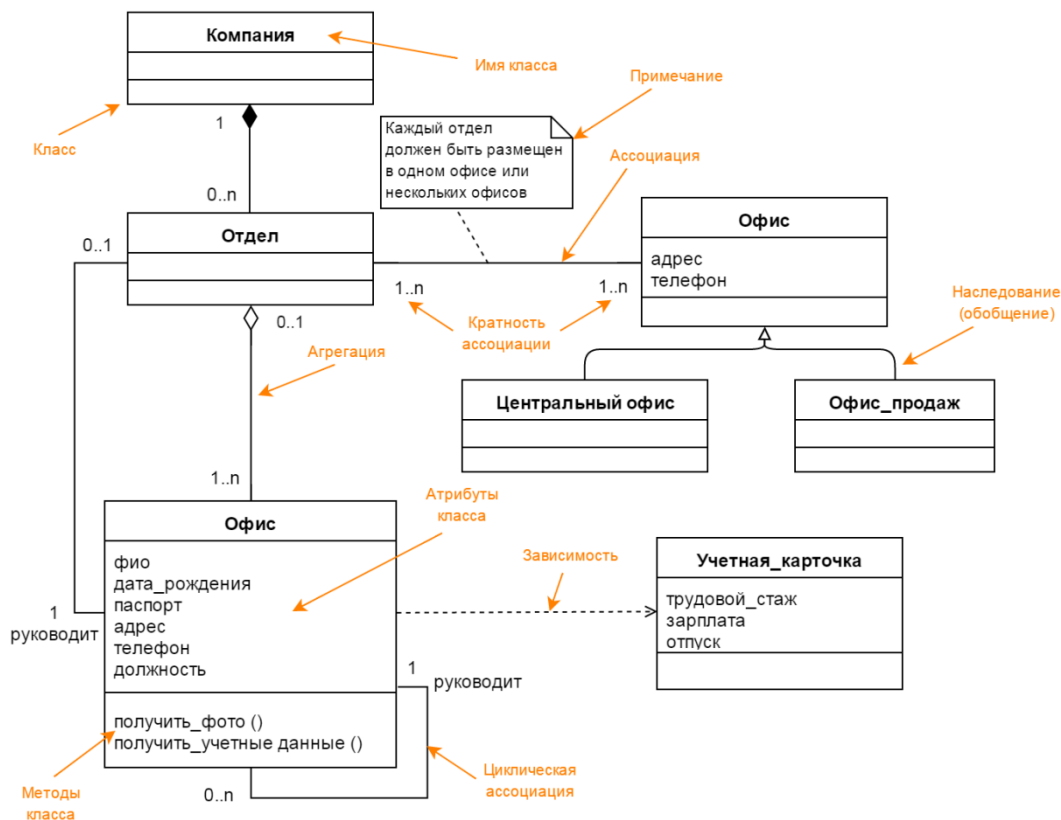 Компания
Имя класса
Примечание
1
Класс
Каждый отдел
должен быть размещен
в одном офисе или
нескольких офисов
Ассоциация
0..n
Отдел
0..1
Офис
адрес
телефон
1..n
1..n
Кратность
ассоциации
Наследование
(обобщение)
0..1
Агрегация
Центральный офис
Офис_продаж
1..n
Атрибуты
класса
Офис
фио
дата_рождения
паспорт
адрес
телефон
должность
Зависимость
Учетная_карточка
трудовой_стаж
зарплата
отпуск
1
руководит
1
руководит
получить_фото ()
получить_учетные данные ()
Методы
класса
0..n
Циклическая
ассоциация